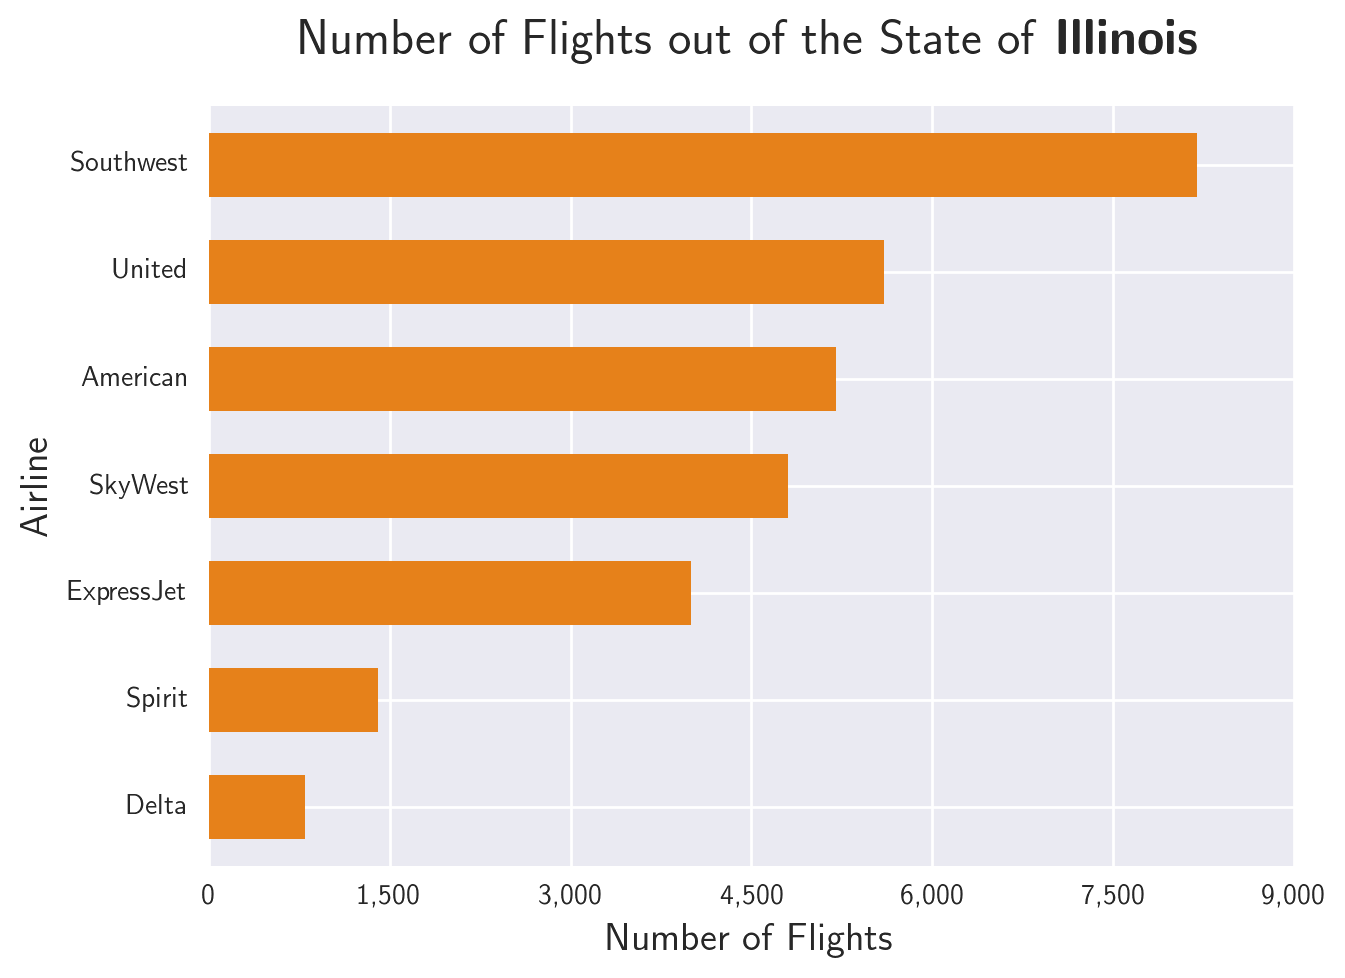 Number of Flights out of the State of Illinois
Southwest
United
American
SkyWest
ExpressJet
Spirit
Delta
Airline
0 1,500 3,000 4,500 6,000 7,500 9,000
Number of Flights